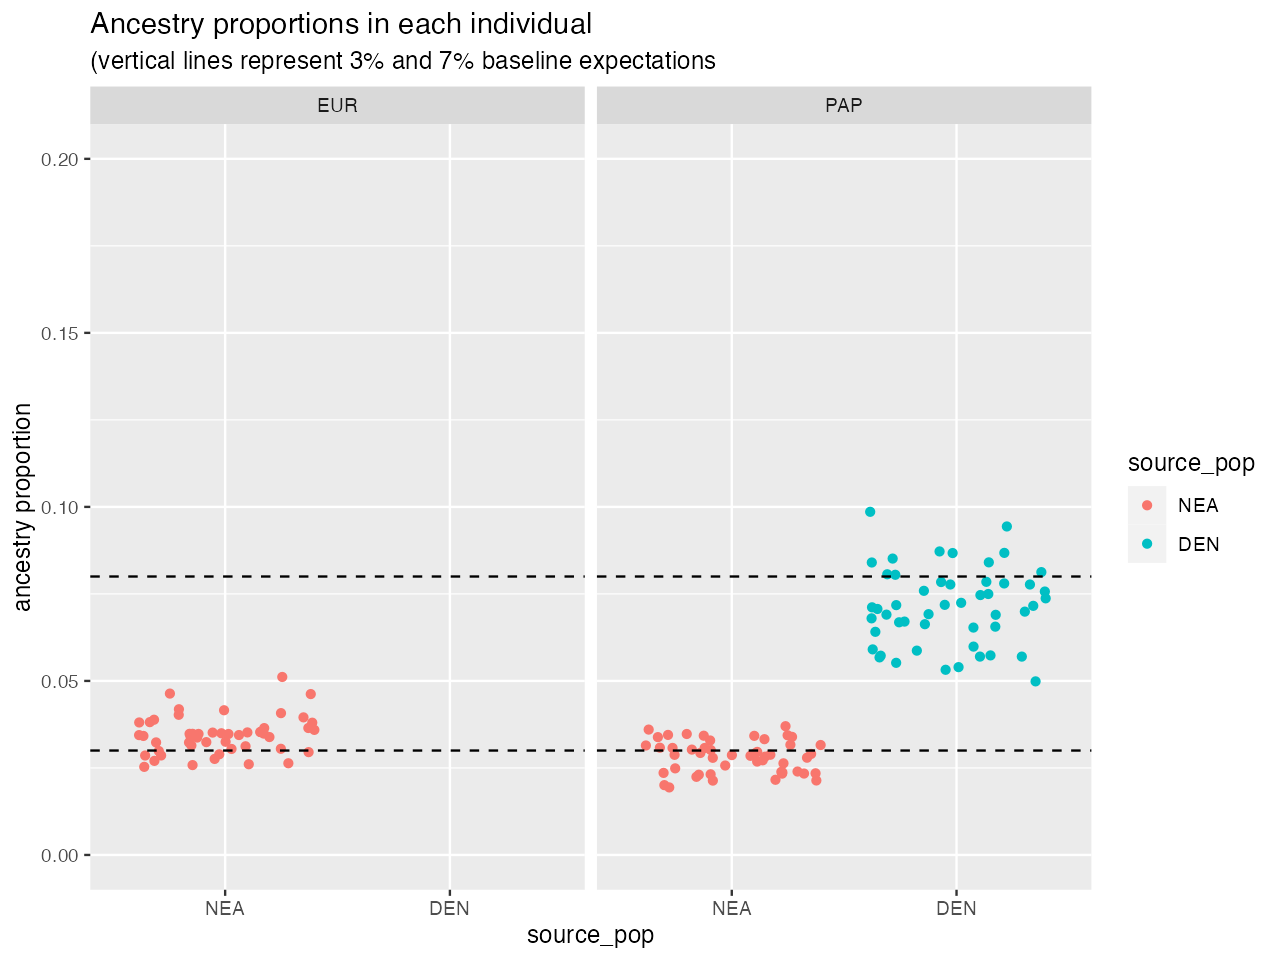 Ancestry proportions in each individual
(vertical lines represent 3% and 7% baseline expectations
EUR
PAP
0.20
0.15
0.10
0.05
0.00
ancestry proportion
NEA
DEN
NEA
DEN
source_pop
source_pop
NEA
DEN